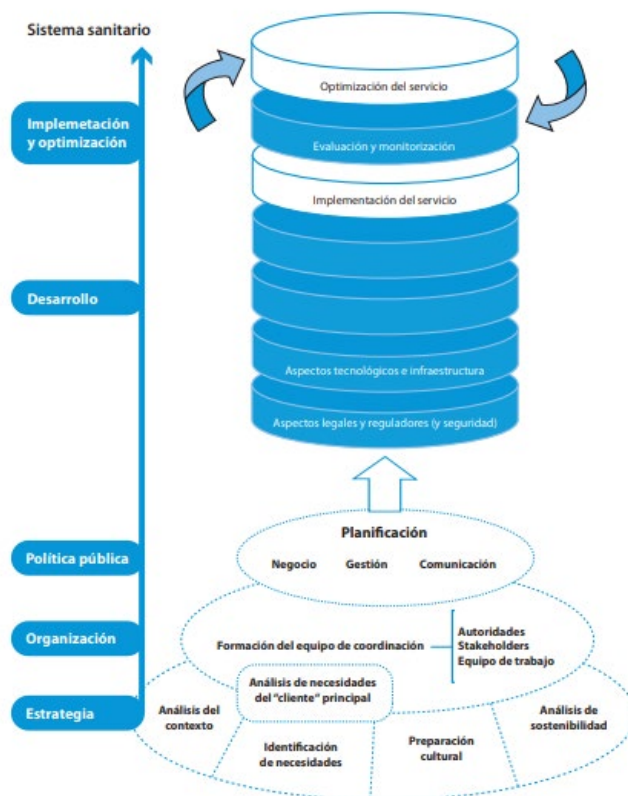 Sistema sanitario
Implemetación
y optimización
Desarrollo
Política pública
Organización
Estrategia
Optimización del servicio
Evaluación y monitorización
Implementación del servicio
Aspectos tecnológicos e infraestructura
Aspectos legales y reguladores (y seguridad)
Planificación
Negocio Gestión Comunicación
Formación del equipo de coordinación
Autoridades
Stakeholders
Equipo de trabajo
Análisis de necesidades
del "cliente" principal
Análisis del
contexto
Identificación
de necesidades
Preparación
cultural
Análisis de
sostenibilidad